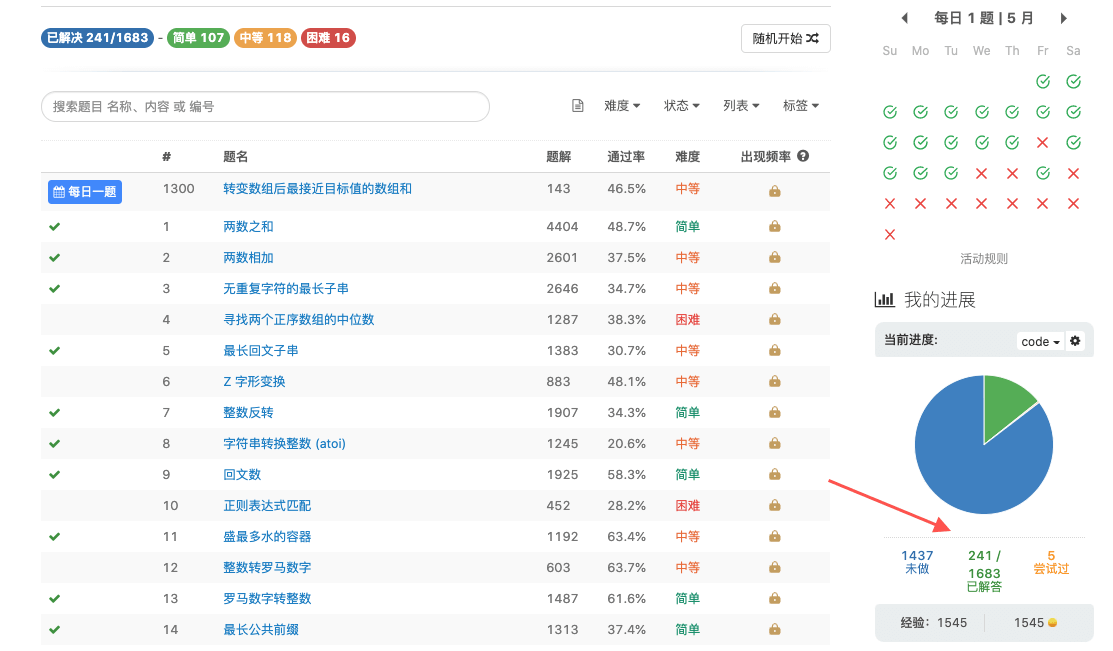 已解决 241/1683 - 简单 107 中等 118 困难 16
随机开始
搜索题目 名称、内容 或 编号
难度 状态 列表 标签
# 题名 题解 通过率 难度 出现频率
每日一题 1300 转变数组后最接近目标值的数组和 143 46.5% 中等
1 两数之和 4404 48.7% 简单
2 两数相加 2601 37.5% 中等
3 无重复字符的最长子串 2646 34.7% 中等
4 寻找两个正序数组的中位数 1287 38.3% 困难
5 最长回文子串 1383 30.7% 中等
6 Z 字形变换 883 48.1% 中等
7 整数反转 1907 34.3% 简单
8 字符串转换整数 (atoi) 1245 20.6% 中等
9 回文数 1925 58.3% 简单
10 正则表达式匹配 452 28.2% 困难
11 盛最多水的容器 1192 63.4% 中等
12 整数转罗马数字 603 63.7% 中等
13 罗马数字转整数 1487 61.6% 简单
14 最长公共前缀 1313 37.4% 简单
每日 1 题 | 5 月
Su Mo Tu We Th Fr Sa
活动规则
我的进展
当前进度: code
1437
未做
241 /
1683
已解答
5
尝试过
经验: 1545 1545